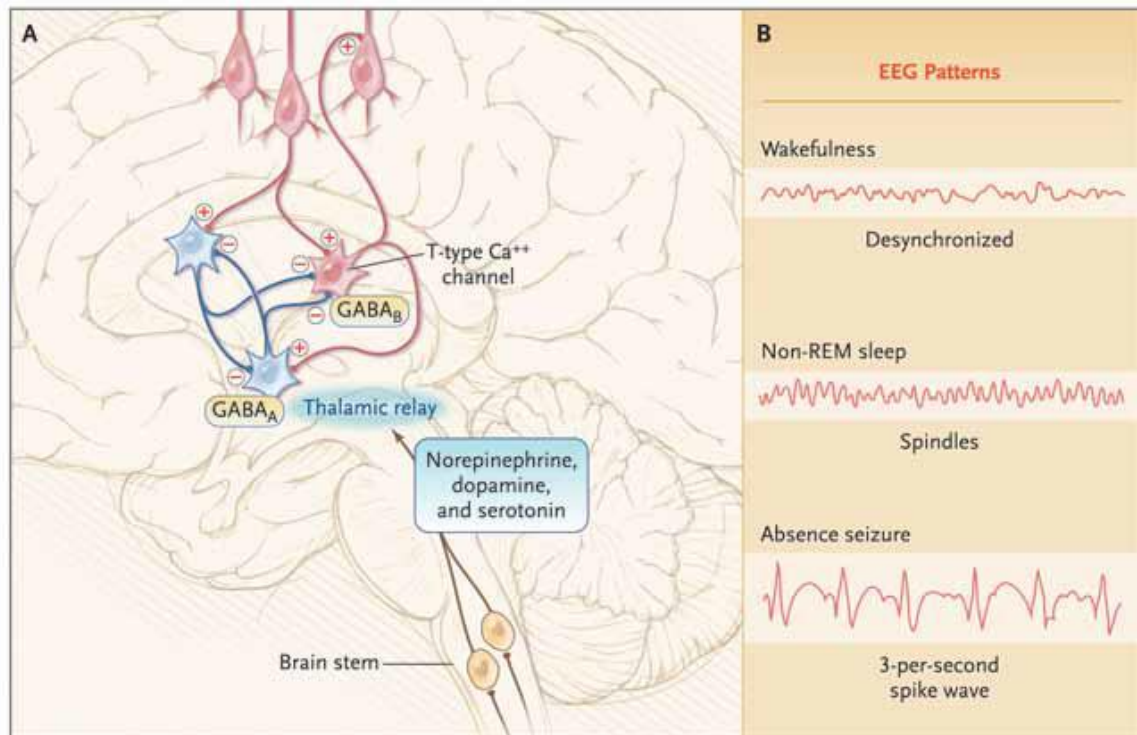 A
+
+
+
−
−
T-type Ca++
channel
−
GABAB
+
−
GABAA
Thalamic relay
Norepinephrine,
dopamine,
and serotonin
Brain stem
B
EEG Patterns
Wakefulness
Desynchronized
Non-REM sleep
Spindles
Absence seizure
3-per-second
spike wave